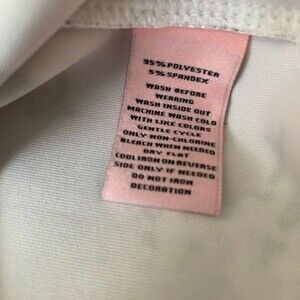 95% POLYESTER
5% SPANDEX
WASH BEFORE
WEARING
WASH INSIDE OUT
MACHINE WASH COLD
WITH LIKE COLORS
GENTLE CYCLE
ONLY NON-CHLORINE
BLEACH WHEN NEEDED
DRY FLAT
COOL IRON ON REVERSE
SIDE ONLY IF NEEDED
DO NOT IRON
DECORATION